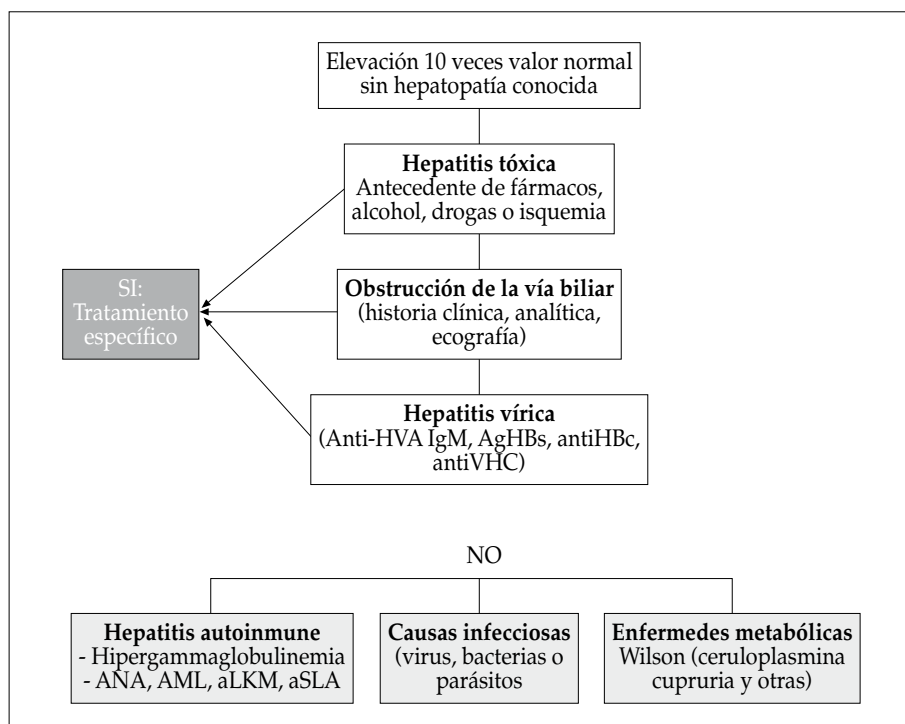 Elevación 10 veces valor normal
sin hepatopatía conocida
Hepatitis tóxica
Antecedente de fármacos,
alcohol, drogas o isquemia
SI:
Tratamiento
específico
Obstrucción de la vía biliar
(historia clínica, analítica,
ecografía)
Hepatitis vírica
(Anti-HVA IgM, AgHBs, antiHBc,
antiVHC)
NO
Hepatitis autoinmune
- Hipergammaglobulinemia
- ANA, AML, aLKM, aSLA
Causas infecciosas
(virus, bacterias o
parásitos
Enfermedes metabólicas
Wilson (ceruloplasmina
cupruria y otras)